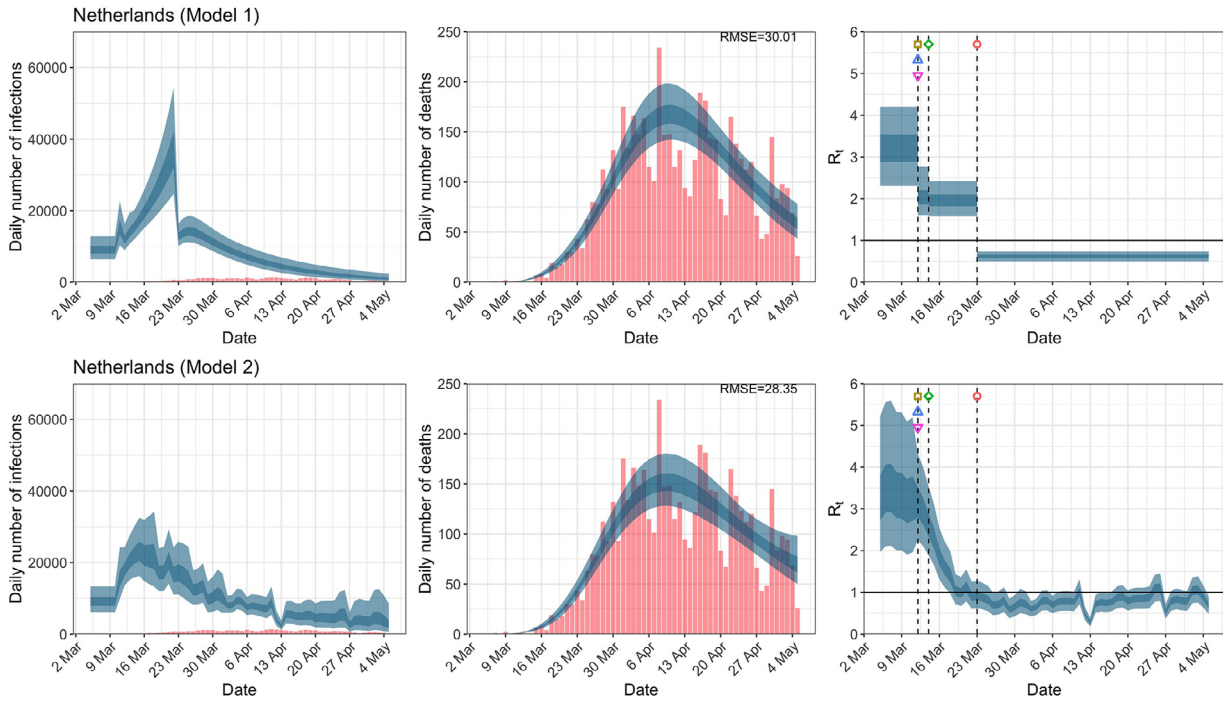 Netherlands (Model 1)
Daily number of infections
60000
40000
20000
0
2 Mar
9 Mar
16 Mar
23 Mar
30 Mar
6 Apr
13 Apr
20 Apr
27 Apr
4 May
Date
Daily number of deaths
250
200
150
100
50
0
RMSE=30.01
2 Mar
9 Mar
16 Mar
23 Mar
30 Mar
6 Apr
13 Apr
20 Apr
27 Apr
4 May
Date
Rt
6
5
4
3
2
1
0
2 Mar
9 Mar
16 Mar
23 Mar
30 Mar
6 Apr
13 Apr
20 Apr
27 Apr
4 May
Date
Netherlands (Model 2)
Daily number of infections
60000
40000
20000
0
2 Mar
9 Mar
16 Mar
23 Mar
30 Mar
6 Apr
13 Apr
20 Apr
27 Apr
4 May
Date
Daily number of deaths
250
200
150
100
50
0
RMSE=28.35
2 Mar
9 Mar
16 Mar
23 Mar
30 Mar
6 Apr
13 Apr
20 Apr
27 Apr
4 May
Date
Rt
6
5
4
3
2
1
0
2 Mar
9 Mar
16 Mar
23 Mar
30 Mar
6 Apr
13 Apr
20 Apr
27 Apr
4 May
Date